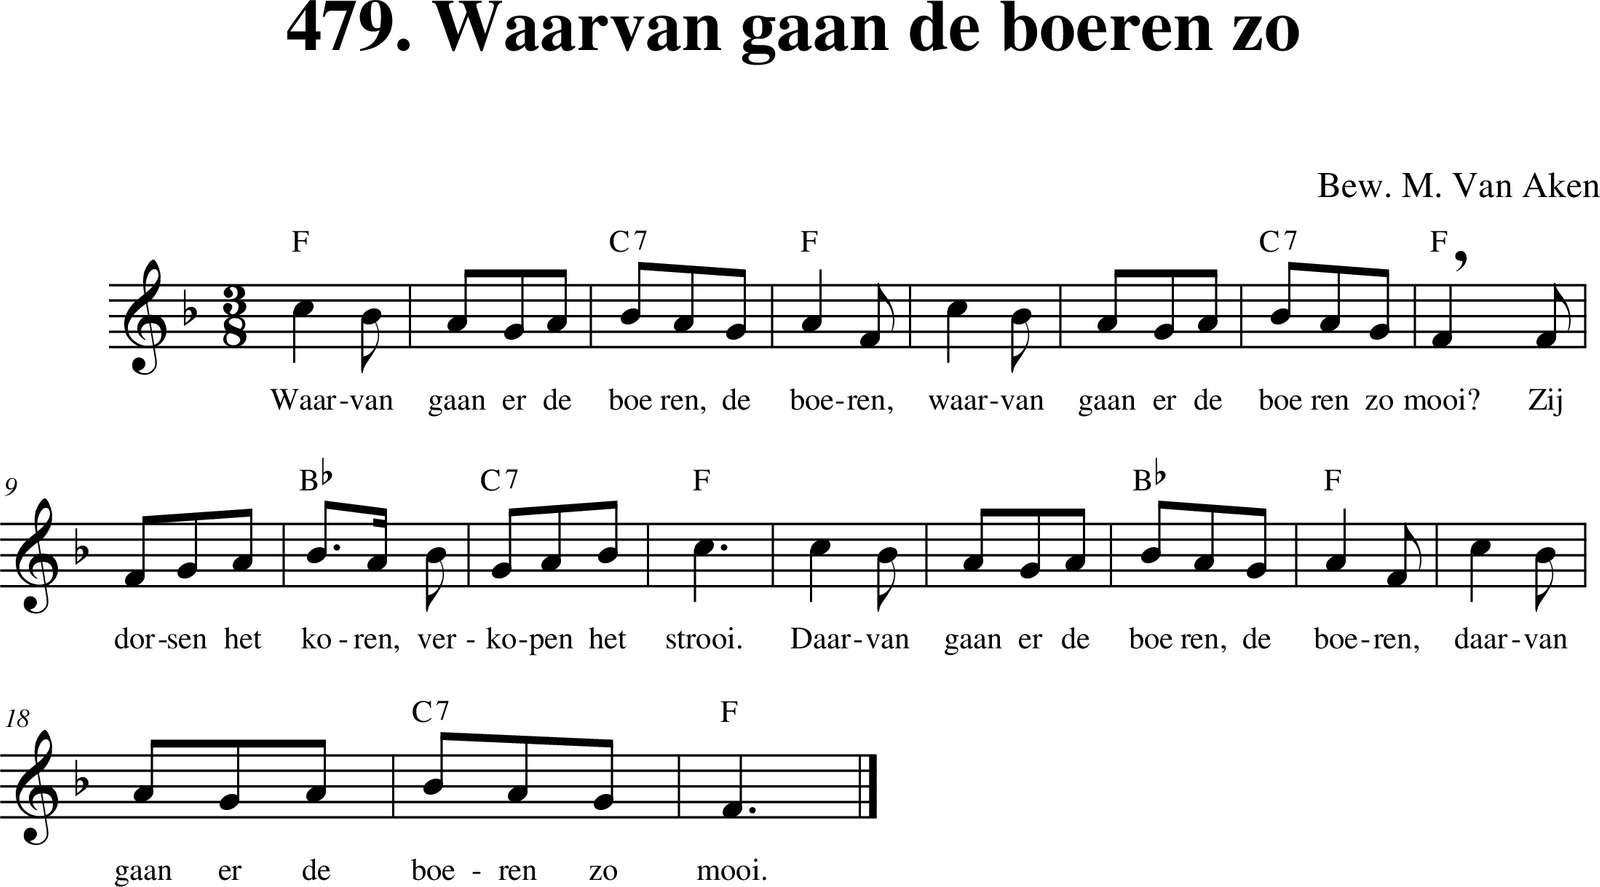 479. Waarvan gaan de boeren zo
Bew. M. Van Aken
F C7 F C7 F
3
8
Waar-van gaan er de boe ren, de boe-ren, waar-van gaan er de boe ren zo mooi? Zij
9
B♭ C7 F B♭ F
dor-sen het ko-ren, ver-ko-pen het strooi. Daar-van gaan er de boe ren, de boe-ren, daar-van
18
C7 F
gaan er de boe - ren zo mooi.